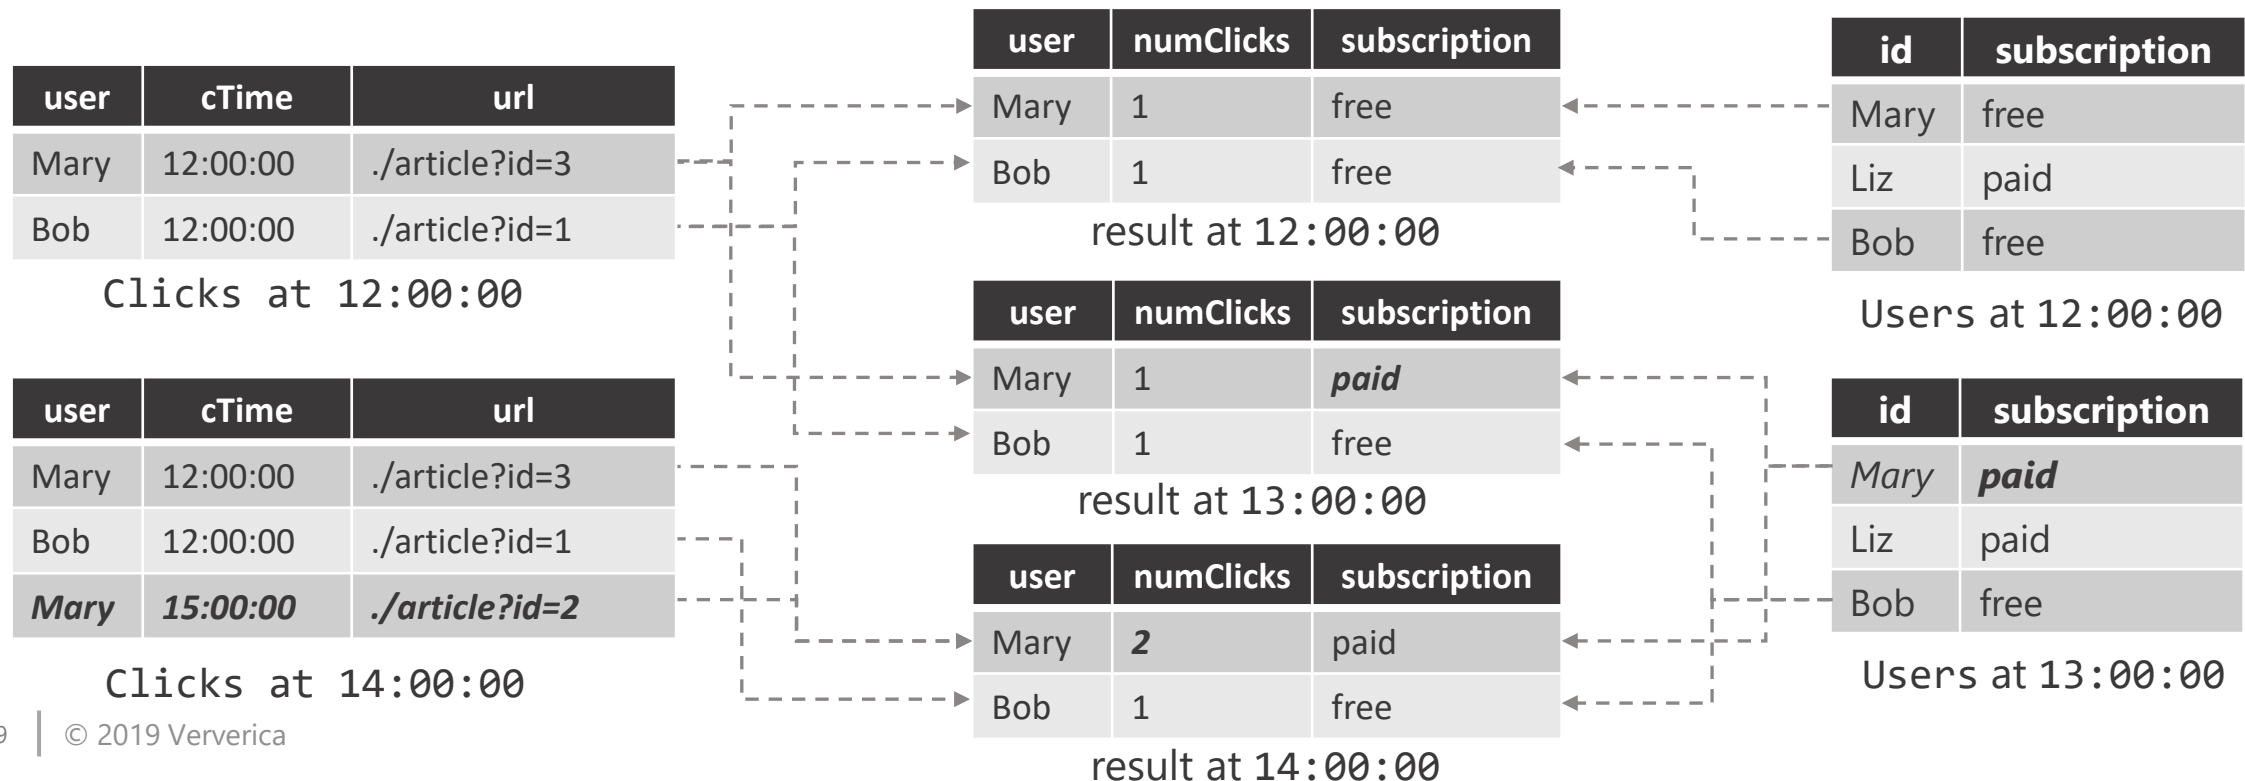 user cTime url
Mary 12:00:00 ./article?id=3
Bob 12:00:00 ./article?id=1
Clicks at 12:00:00
user cTime url
Mary 12:00:00 ./article?id=3
Bob 12:00:00 ./article?id=1
Mary 15:00:00 ./article?id=2
Clicks at 14:00:00
user numClicks subscription
Mary 1 free
Bob 1 free
result at 12:00:00
user numClicks subscription
Mary 1 paid
Bob 1 free
result at 13:00:00
user numClicks subscription
Mary 2 paid
Bob 1 free
result at 14:00:00
id subscription
Mary free
Liz paid
Bob free
Users at 12:00:00
id subscription
Mary paid
Liz paid
Bob free
Users at 13:00:00
9 © 2019 Ververica